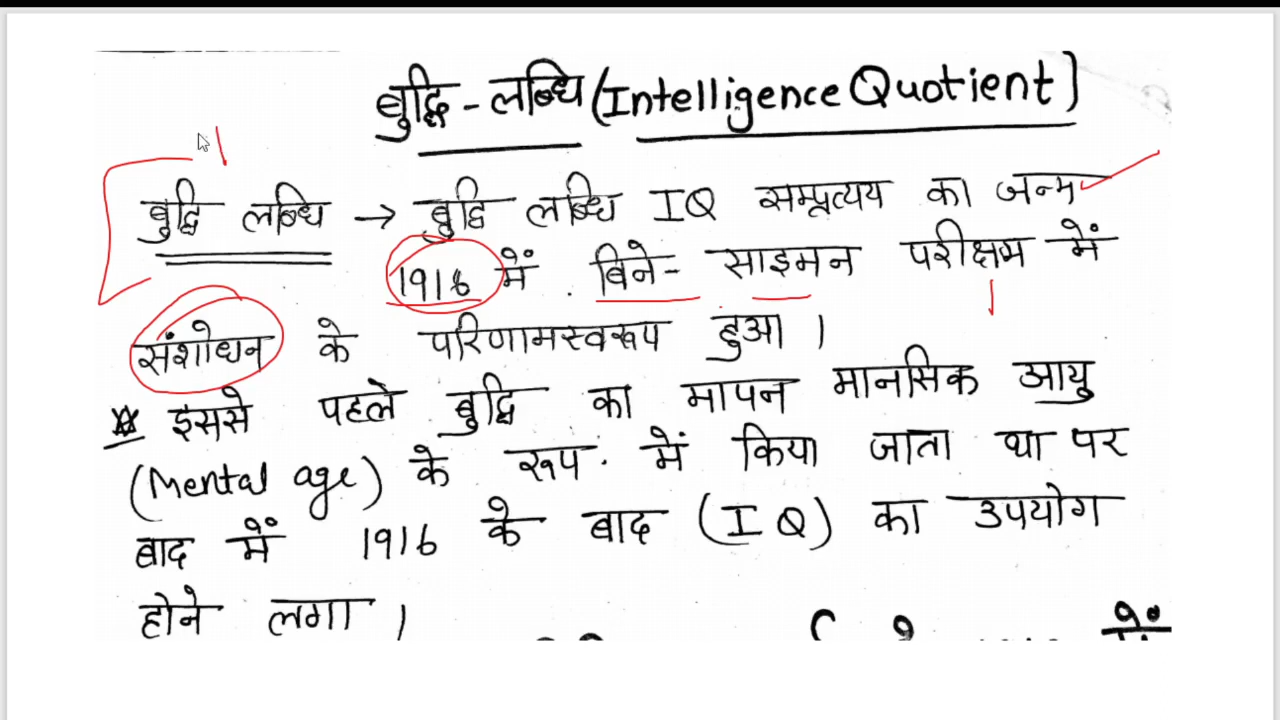 बुद्धि - लब्धि (Intelligence Quotient)
बुद्धि लब्धि → बुद्धि लब्धि IQ सम्प्रत्यय का जन्म
1916 में बिने- साइमन परीक्षम में
संशोधन के परिणामस्वरूप हुआ ।
इससे पहले बुद्धि का मापन मानसिक आयु
(Mental age) के रूप में किया जाता था पर
बाद में 1916 के बाद (IQ) का उपयोग
होने लगा ।